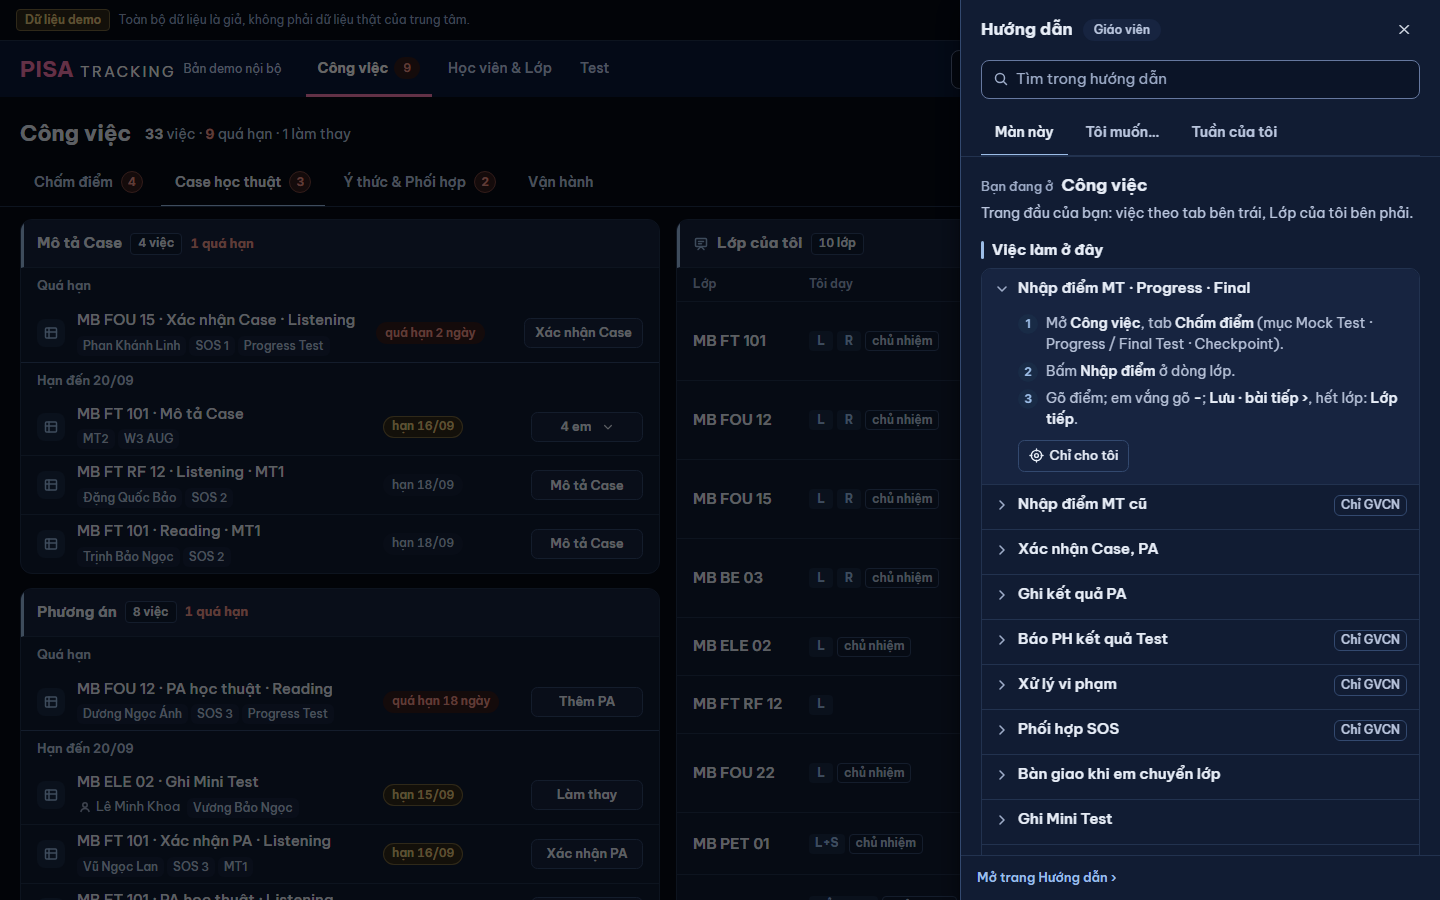 Dữ liệu demo Toàn bộ dữ liệu là giả, không phải dữ liệu thật của trung tâm.
PISA TRACKING Bản demo nội bộ Công việc 9 Học viên & Lớp Test
Công việc 33 việc · 9 quá hạn · 1 làm thay
Chấm điểm 4 Case học thuật 3 Ý thức & Phối hợp 2 Vận hành
Mô tả Case 4 việc 1 quá hạn
Quá hạn
MB FOU 15 · Xác nhận Case · Listening
Phan Khánh Linh SOS 1 Progress Test
quá hạn 2 ngày
Xác nhận Case
Hạn đến 20/09
MB FT 101 · Mô tả Case
MT2 W3 AUG
hạn 16/09
4 em
MB FT RF 12 · Listening · MT1
Đặng Quốc Bảo SOS 2
hạn 18/09
Mô tả Case
MB FT 101 · Reading · MT1
Trịnh Bảo Ngọc SOS 2
hạn 18/09
Mô tả Case
Phương án 8 việc 1 quá hạn
Quá hạn
MB FOU 12 · PA học thuật · Reading
Dương Ngọc Ánh SOS 3 Progress Test
quá hạn 18 ngày
Thêm PA
Hạn đến 20/09
MB ELE 02 · Ghi Mini Test
Lê Minh Khoa Vương Bảo Ngọc
hạn 15/09
Làm thay
MB FT 101 · Xác nhận PA · Listening
Vũ Ngọc Lan SOS 3 MT1
hạn 16/09
Xác nhận PA
MB FT 101 · PA học thuật · Listening
Lớp của tôi 10 lớp
Lớp Tôi dạy
MB FT 101 L R chủ nhiệm
MB FOU 12 L R chủ nhiệm
MB FOU 15 L R chủ nhiệm
MB BE 03 L R chủ nhiệm
MB ELE 02 L chủ nhiệm
MB FT RF 12 L
MB FOU 22 L chủ nhiệm
MB PET 01 L+S chủ nhiệm
Hướng dẫn Giáo viên
Tìm trong hướng dẫn
Màn này Tôi muốn... Tuần của tôi
Bạn đang ở Công việc
Trang đầu của bạn: việc theo tab bên trái, Lớp của tôi bên phải.
Việc làm ở đây
Nhập điểm MT · Progress · Final
1 Mở Công việc, tab Chấm điểm (mục Mock Test ·
Progress / Final Test · Checkpoint).
2 Bấm Nhập điểm ở dòng lớp.
3 Gõ điểm; em vắng gõ -; Lưu · bài tiếp ›, hết lớp: Lớp
tiếp.
Chỉ cho tôi
Nhập điểm MT cũ Chỉ GVCN
Xác nhận Case, PA
Ghi kết quả PA
Báo PH kết quả Test Chỉ GVCN
Xử lý vi phạm Chỉ GVCN
Phối hợp SOS Chỉ GVCN
Bàn giao khi em chuyển lớp
Ghi Mini Test
Mở trang Hướng dẫn ›